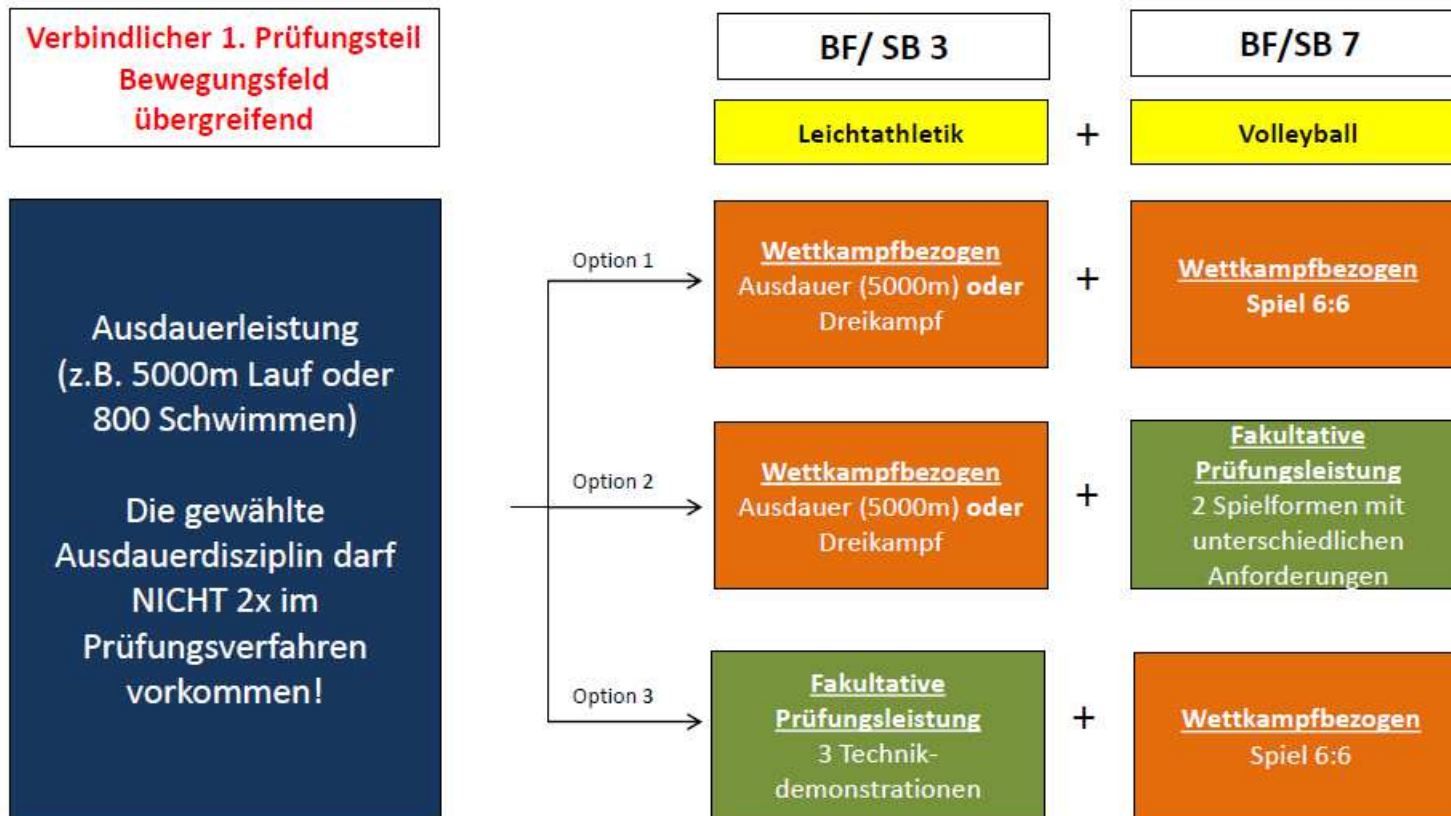 Verbindlicher 1. Prüfungsteil
Bewegungsfeld
übergreifend
BF/ SB 3
BF/SB 7
Leichtathletik
+
Volleyball
Ausdauerleistung
(z.B. 5000m Lauf oder
800 Schwimmen)
Die gewählte
Ausdauerdisziplin darf
NICHT 2x im
Prüfungsverfahren
vorkommen!
Option 1
Wettkampfbezogen
Ausdauer (5000m) oder
Dreikampf
+
Wettkampfbezogen
Spiel 6:6
Option 2
Wettkampfbezogen
Ausdauer (5000m) oder
Dreikampf
+
Fakultative
Prüfungsleistung
2 Spielformen mit
unterschiedlichen
Anforderungen
Option 3
Fakultative
Prüfungsleistung
3 Technik-
demonstrationen
+
Wettkampfbezogen
Spiel 6:6